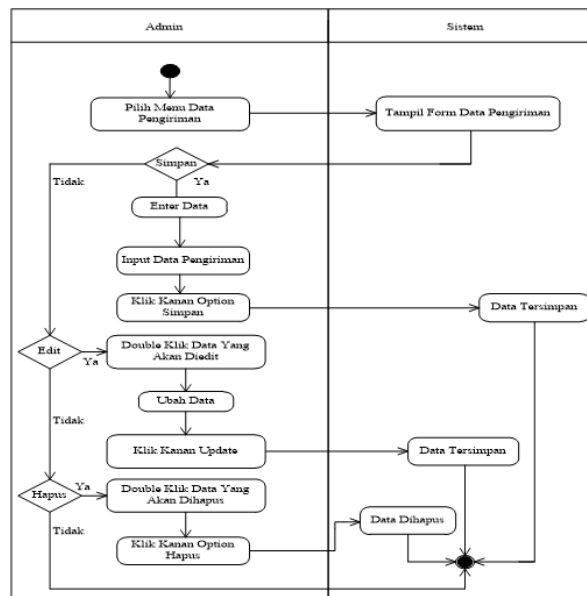 Admin
Sistem
Pilih Menu Data
Pengiriman
Tampil Form Data Pengiriman
Simpan
Tidak
Ya
Enter Data
Input Data Pengiriman
Klik Kanan Option
Simpan
Data Tersimpan
Edit
Ya
Double Klik Data Yang
Akan Diedit
Ubah Data
Tidak
Klik Kanan Update
Data Tersimpan
Hapus
Ya
Double Klik Data Yang
Akan Dihapus
Data Dihapus
Tidak
Klik Kanan Option
Hapus